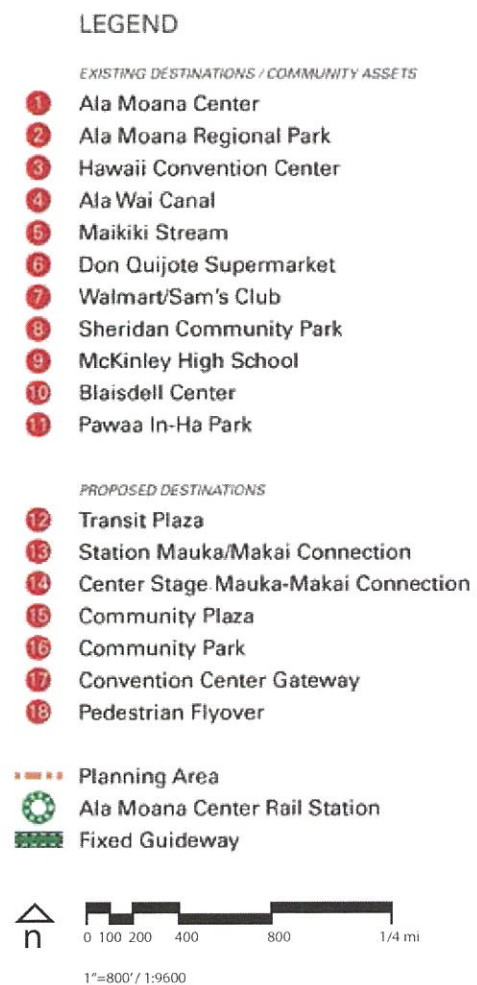 LEGEND
EXISTING DESTINATIONS / COMMUNITY ASSETS
1 Ala Moana Center
2 Ala Moana Regional Park
3 Hawaii Convention Center
4 Ala Wai Canal
5 Maikiki Stream
6 Don Quijote Supermarket
7 Walmart/Sam's Club
8 Sheridan Community Park
9 McKinley High School
10 Blaisdell Center
11 Pawaa In-Ha Park
PROPOSED DESTINATIONS
12 Transit Plaza
13 Station Mauka/Makai Connection
14 Center Stage Mauka-Makai Connection
15 Community Plaza
16 Community Park
17 Convention Center Gateway
18 Pedestrian Flyover
Planning Area
Ala Moana Center Rail Station
Fixed Guideway
n 0 100 200 400 800 1/4 mi
1"=800'/ 1:9600